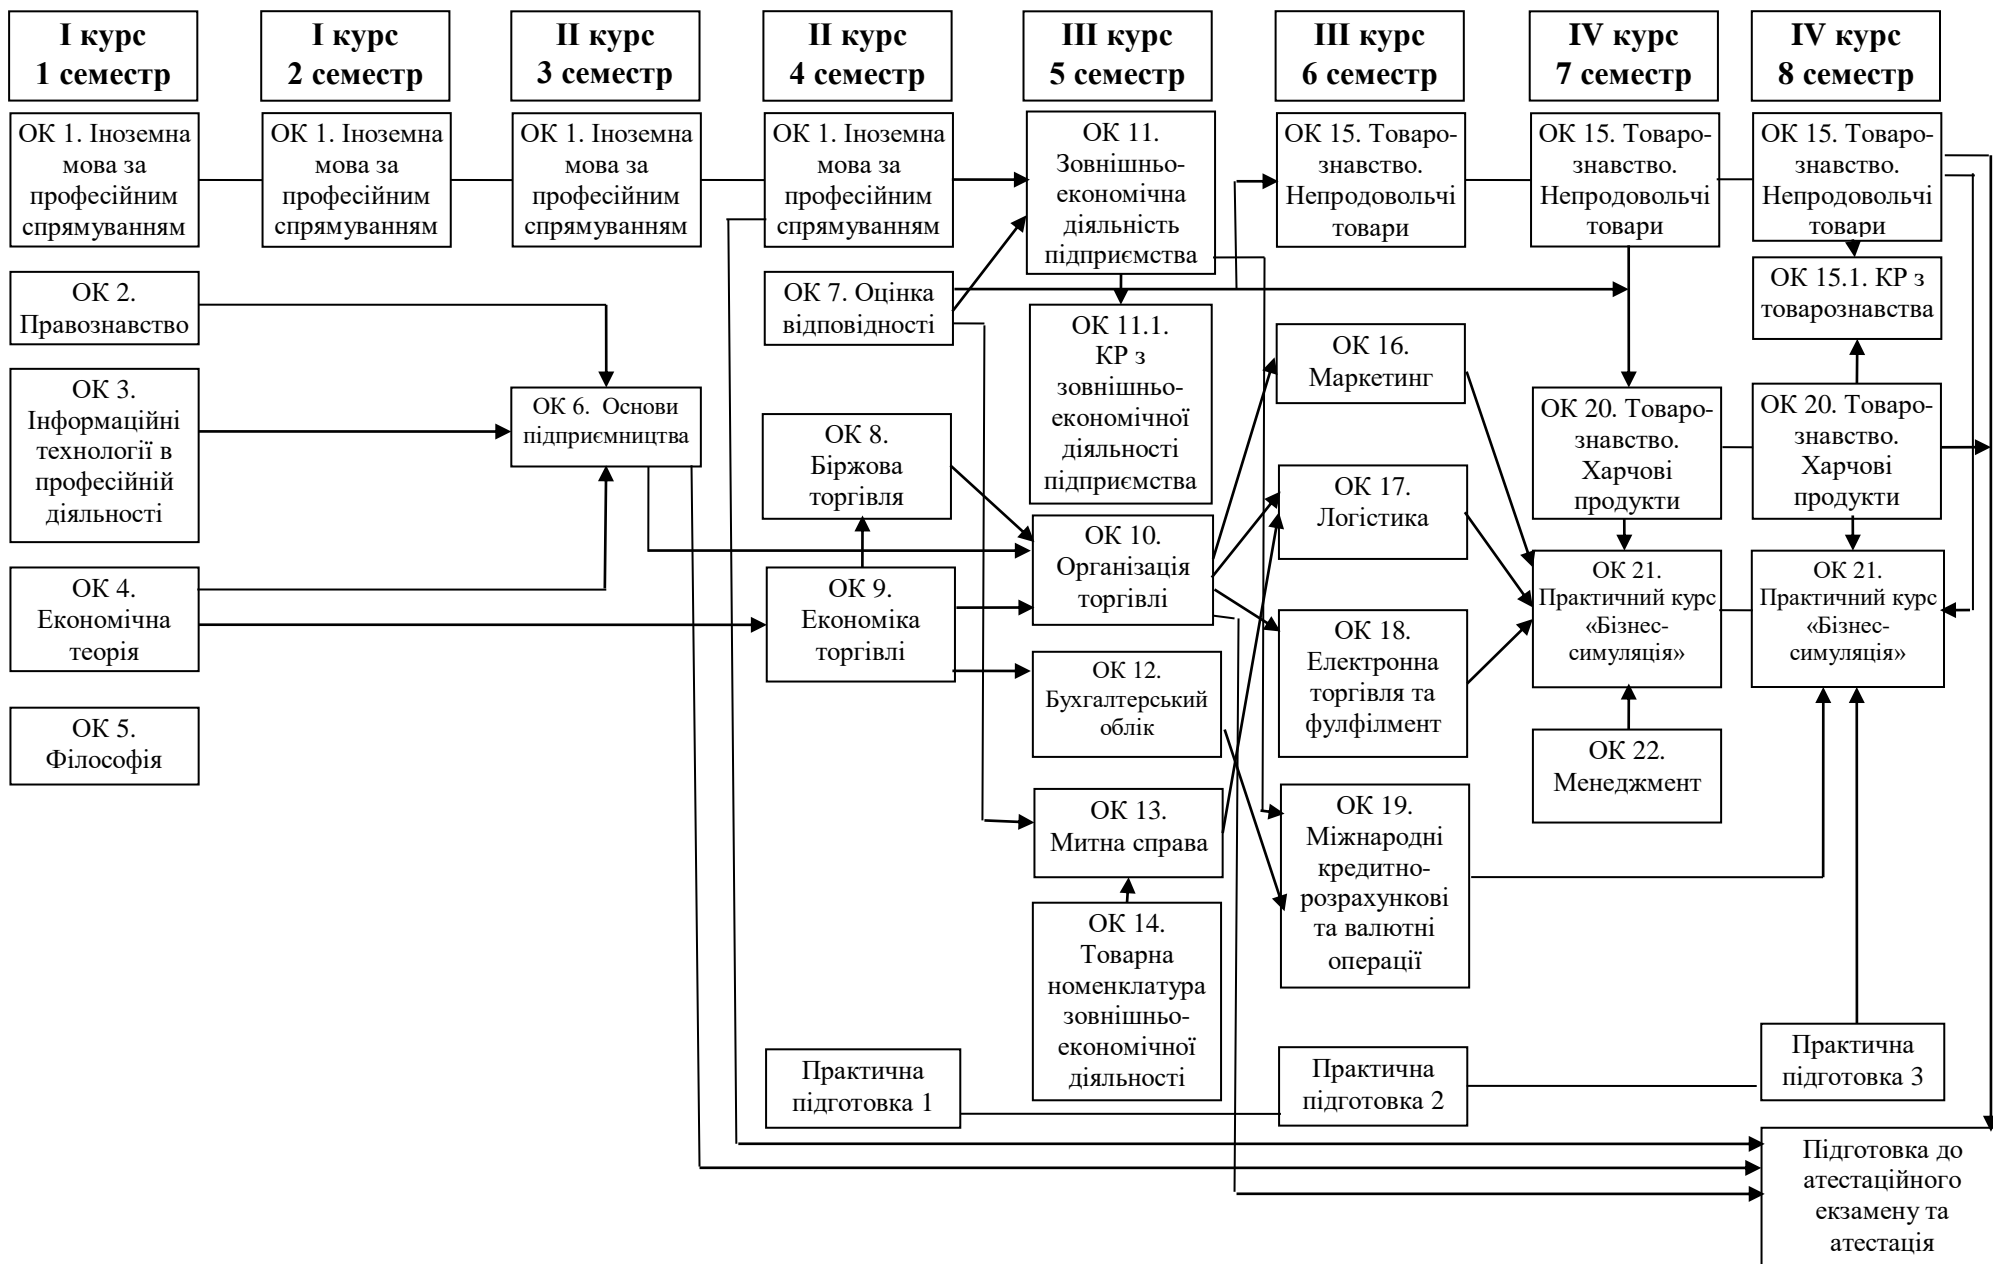 І курс
1 семестр
І курс
2 семестр
ІІ курс
3 семестр
ІІ курс
4 семестр
ІІІ курс
5 семестр
ІІІ курс
6 семестр
IV курс
7 семестр
IV курс
8 семестр
ОК 1. Іноземна
мова за
професійним
спрямуванням
ОК 1. Іноземна
мова за
професійним
спрямуванням
ОК 1. Іноземна
мова за
професійним
спрямуванням
ОК 1. Іноземна
мова за
професійним
спрямуванням
ОК 11.
Зовнішньо-
економічна
діяльність
підприємства
ОК 15. Товаро-
знавство.
Непродовольчі
товари
ОК 15. Товаро-
знавство.
Непродовольчі
товари
ОК 15. Товаро-
знавство.
Непродовольчі
товари
ОК 2.
Правознавство
ОК 7. Оцінка
відповідності
ОК 11.1.
КР з
зовнішньо-
економічної
діяльності
підприємства
ОК 15.1. КР з
товарознавства
ОК 3.
Інформаційні
технології в
професійній
діяльності
ОК 6. Основи
підприємництва
ОК 8.
Біржова
торгівля
ОК 16.
Маркетинг
ОК 20. Товаро-
знавство.
Харчові
продукти
ОК 20. Товаро-
знавство.
Харчові
продукти
ОК 17.
Логістика
ОК 4.
Економічна
теорія
ОК 9.
Економіка
торгівлі
ОК 10.
Організація
торгівлі
ОК 18.
Електронна
торгівля та
фулфілмент
ОК 21.
Практичний курс
«Бізнес-
симуляція»
ОК 21.
Практичний курс
«Бізнес-
симуляція»
ОК 5.
Філософія
ОК 12.
Бухгалтерський
облік
ОК 22.
Менеджмент
ОК 13.
Митна справа
ОК 19.
Міжнародні
кредитно-
розрахункові
та валютні
операції
ОК 14.
Товарна
номенклатура
зовнішньо-
економічної
діяльності
Практична
підготовка 1
Практична
підготовка 2
Практична
підготовка 3
Підготовка до
атестаційного
екзамену та
атестація